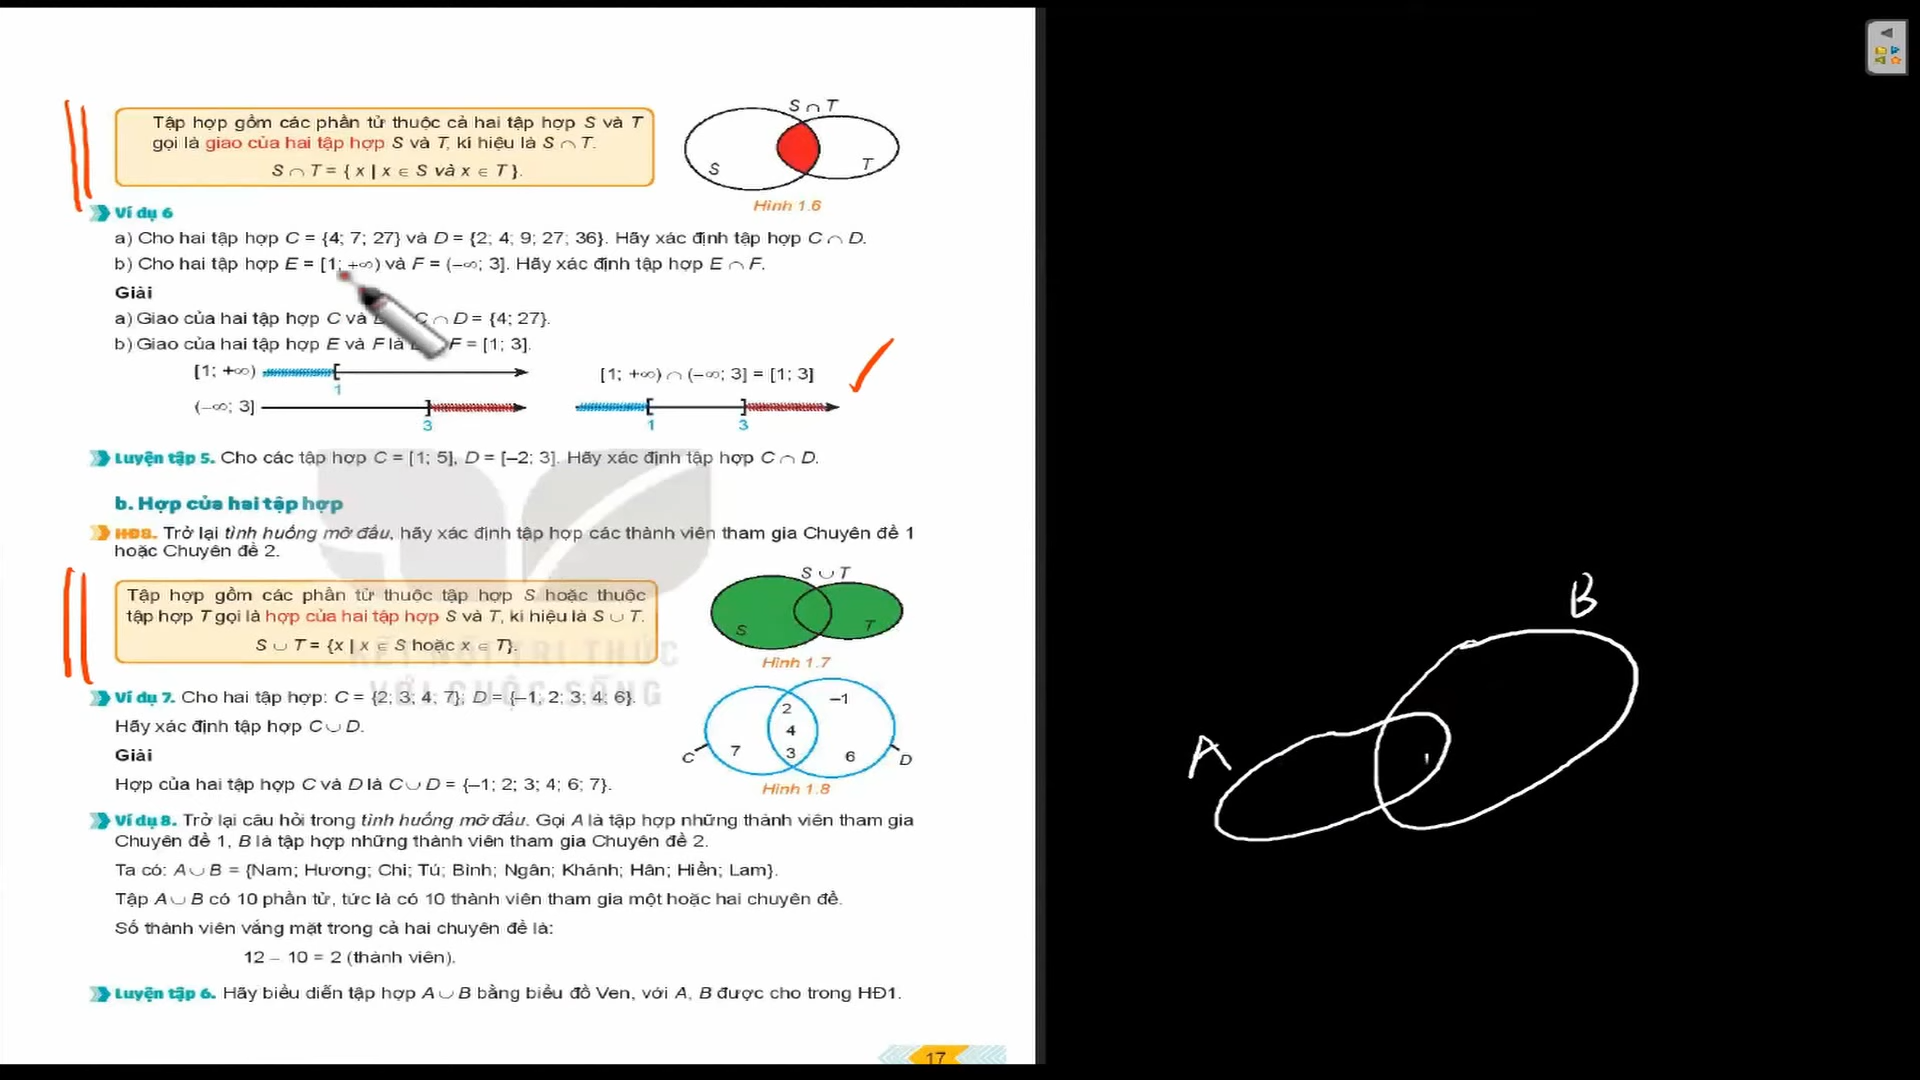 S ∩ T
Tập hợp gồm các phần tử thuộc cả hai tập hợp S và T
gọi là giao của hai tập hợp S và T, kí hiệu là S ∩ T.
S ∩ T = { x | x ∈ S và x ∈ T }.
S
T
Hình 1.6
Ví dụ 6
a) Cho hai tập hợp C = {4; 7; 27} và D = {2; 4; 9; 27; 36}. Hãy xác định tập hợp C ∩ D.
b) Cho hai tập hợp E = [1; +∞) và F = (–∞; 3]. Hãy xác định tập hợp E ∩ F.
Giải
a) Giao của hai tập hợp C và ∩ D = {4; 27}.
b) Giao của hai tập hợp E và F là F = [1; 3].
[1; +∞)
1
(–∞; 3]
3
[1; +∞) ∩ (–∞; 3] = [1; 3]
1
3
Luyện tập 5. Cho các tập hợp C = [1; 5], D = [–2; 3]. Hãy xác định tập hợp C ∩ D.
b. Hợp của hai tập hợp
HĐ8. Trở lại tình huống mở đầu, hãy xác định tập hợp các thành viên tham gia Chuyên đề 1
hoặc Chuyên đề 2.
S ∪ T
Tập hợp gồm các phần tử thuộc tập hợp S hoặc thuộc
tập hợp T gọi là hợp của hai tập hợp S và T, kí hiệu là S ∪ T.
S ∪ T = {x | x ∈ S hoặc x ∈ T}.
S
T
Hình 1.7
KẾT NỐI TRI THỨC
VỚI CUỘC SỐNG
Ví dụ 7. Cho hai tập hợp: C = {2; 3; 4; 7}; D = {–1; 2; 3; 4; 6}.
Hãy xác định tập hợp C ∪ D.
Giải
Hợp của hai tập hợp C và D là C ∪ D = {–1; 2; 3; 4; 6; 7}.
–1
2
4
7
3
6
C
D
Hình 1.8
Ví dụ 8. Trở lại câu hỏi trong tình huống mở đầu. Gọi A là tập hợp những thành viên tham gia
Chuyên đề 1, B là tập hợp những thành viên tham gia Chuyên đề 2.
Ta có: A ∪ B = {Nam; Hương; Chi; Tú; Bình; Ngân; Khánh; Hân; Hiền; Lam}.
Tập A ∪ B có 10 phần tử, tức là có 10 thành viên tham gia một hoặc hai chuyên đề.
Số thành viên vắng mặt trong cả hai chuyên đề là:
12 – 10 = 2 (thành viên).
Luyện tập 6. Hãy biểu diễn tập hợp A ∪ B bằng biểu đồ Ven, với A, B được cho trong HĐ1.
17
B
A